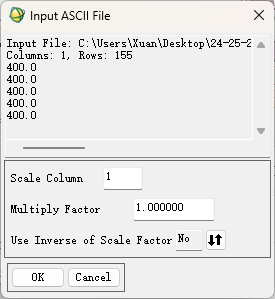 Input ASCII File
Input File: C:\Users\Xuan\Desktop\24-25-2
Columns: 1, Rows: 155
400.0
400.0
400.0
400.0
400.0
Scale Column 1
Multiply Factor 1.000000
Use Inverse of Scale Factor No
OK Cancel